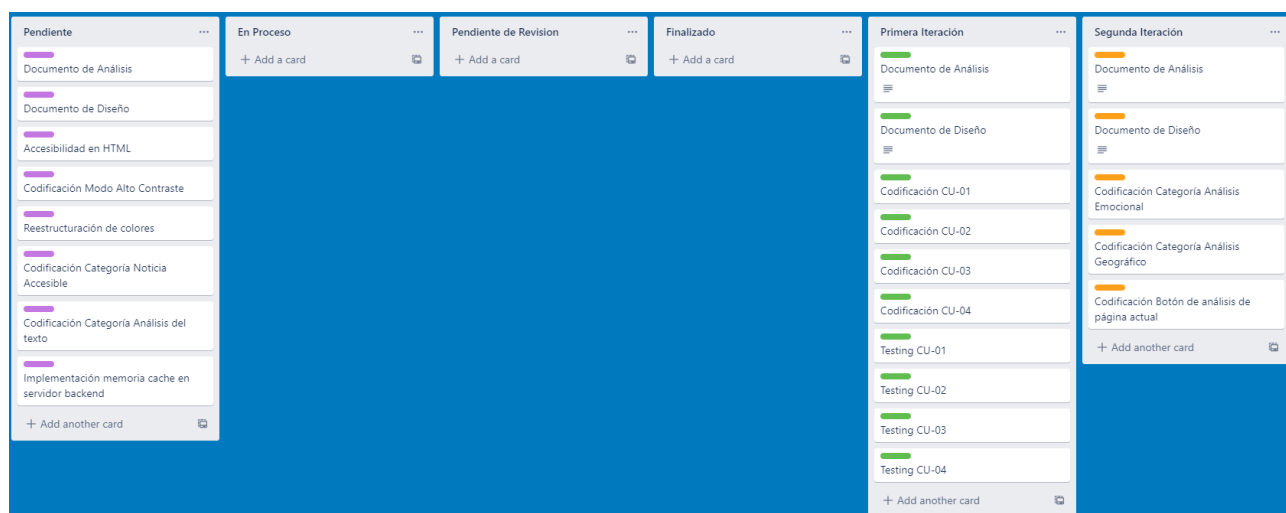 Pendiente
Documento de Análisis
Documento de Diseño
Accesibilidad en HTML
Codificación Modo Alto Contraste
Reestructuración de colores
Codificación Categoría Noticia
Accesible
Codificación Categoría Análisis del
texto
Implementación memoria cache en
servidor backend
+ Add another card
En Proceso
+ Add a card
Pendiente de Revision
+ Add a card
Finalizado
+ Add a card
Primera Iteración
Documento de Análisis
Documento de Diseño
Codificación CU-01
Codificación CU-02
Codificación CU-03
Codificación CU-04
Testing CU-01
Testing CU-02
Testing CU-03
Testing CU-04
+ Add another card
Segunda Iteración
Documento de Análisis
Documento de Diseño
Codificación Categoría Análisis
Emocional
Codificación Categoría Análisis
Geográfico
Codificación Botón de análisis de
página actual
+ Add another card